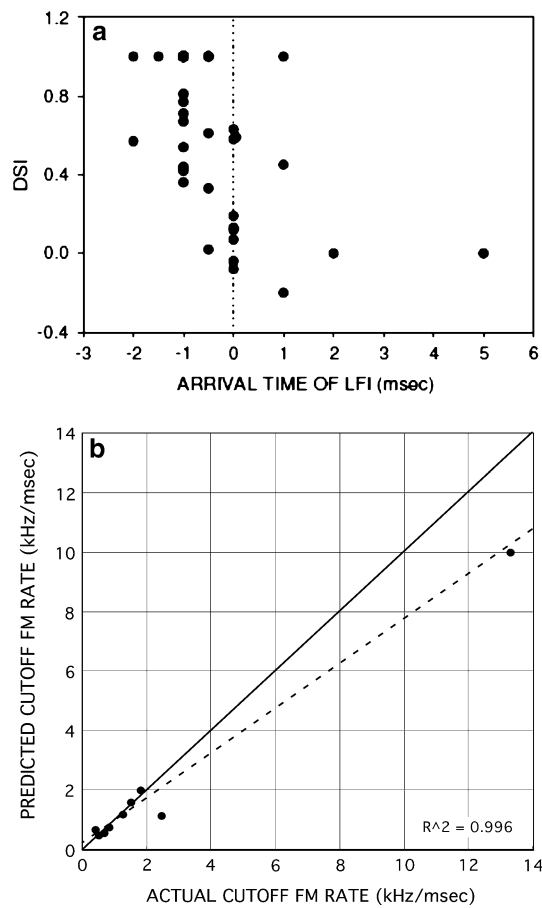 a
1.2
0.8
0.4
0.0
-0.4
DSI
-3 -2 -1 0 1 2 3 4 5 6
ARRIVAL TIME OF LFI (msec)
b
14
12
10
8
6
4
2
0
PREDICTED CUTOFF FM RATE (kHz/msec)
R^2 = 0.996
0 2 4 6 8 10 12 14
ACTUAL CUTOFF FM RATE (kHz/msec)